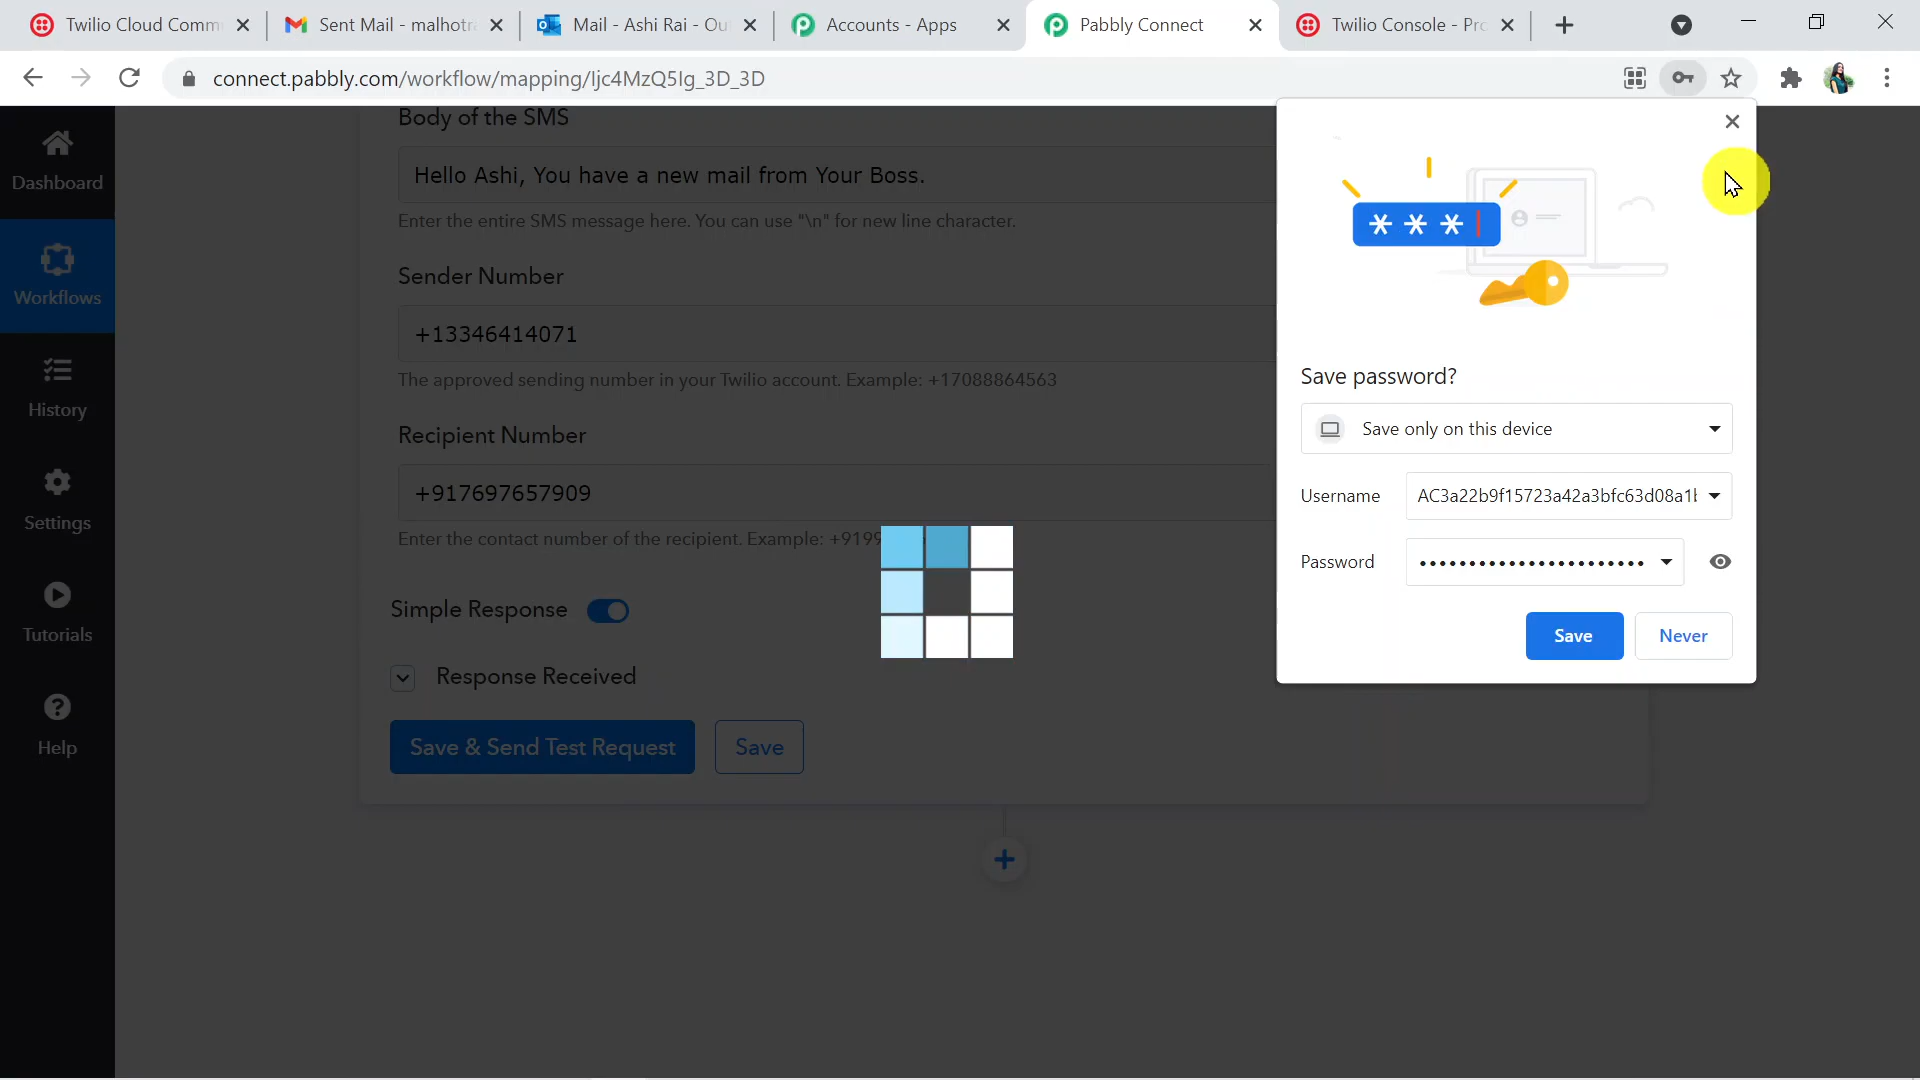 Twilio Cloud Comm
Sent Mail - malhotra
Mail - Ashi Rai - Ou
Accounts - Apps
Pabbly Connect
Twilio Console - Pro
connect.pabbly.com/workflow/mapping/ljc4MzQ5Ig_3D_3D
Dashboard
Workflows
History
Settings
Tutorials
Help
Body of the SMS
Hello Ashi, You have a new mail from Your Boss.
Enter the entire SMS message here. You can use "\n" for new line character.
Sender Number
+13346414071
The approved sending number in your Twilio account. Example: +17088864563
Recipient Number
+917697657909
Enter the contact number of the recipient. Example: +9199
Simple Response
Response Received
Save & Send Test Request
Save
* * *
Save password?
Save only on this device
Username
AC3a22b9f15723a42a3bfc63d08a1b
Password
Save
Never